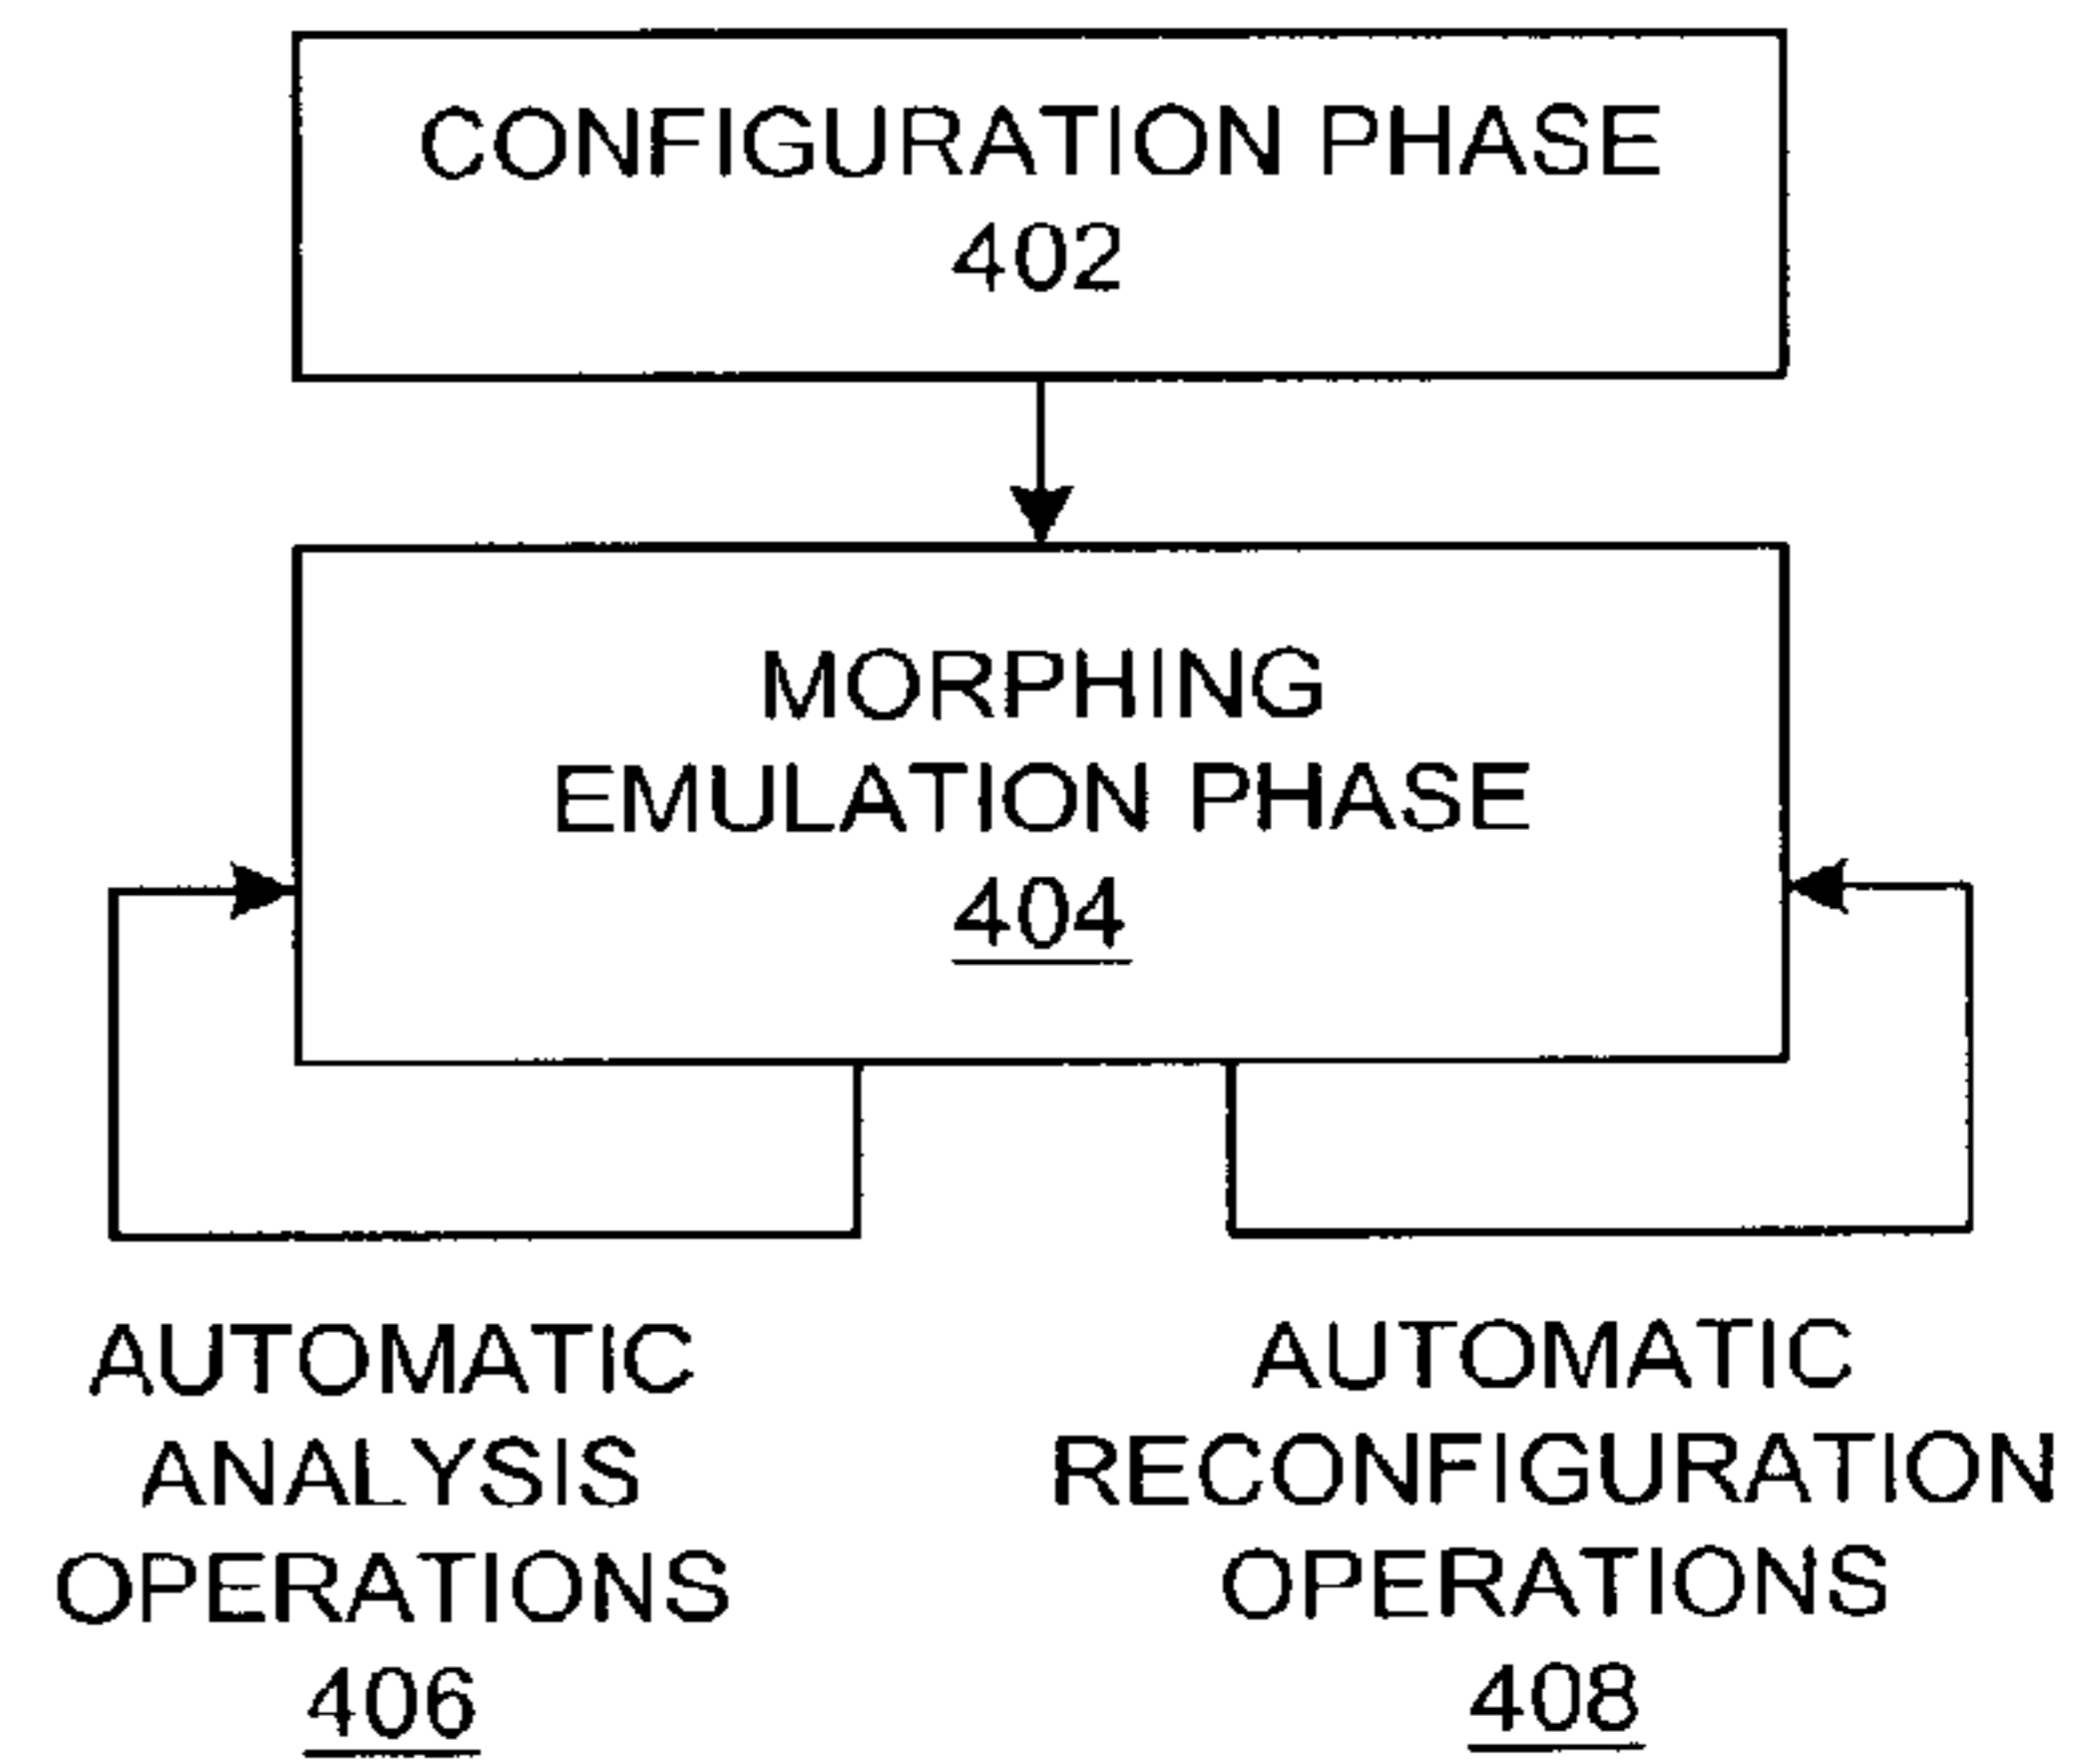 CONFIGURATION PHASE
402
MORPHING
EMULATION PHASE
404
AUTOMATIC
ANALYSIS
OPERATIONS
406
AUTOMATIC
RECONFIGURATION
OPERATIONS
408